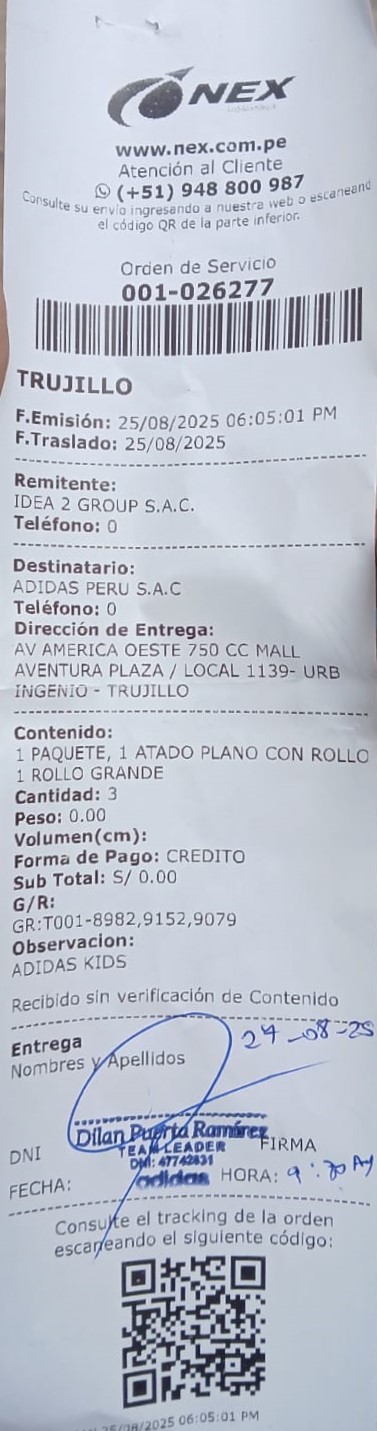 NEX
www.nex.com.pe
Atención al Cliente
(+51) 948 800 987
Consulte su envío ingresando a nuestra web o escaneand
el código QR de la parte inferior.
Orden de Servicio
001-026277
TRUJILLO
F.Emisión: 25/08/2025 06:05:01 PM
F.Traslado: 25/08/2025
Remitente:
IDEA 2 GROUP S.A.C.
Teléfono: 0
Destinatario:
ADIDAS PERU S.A.C
Teléfono: 0
Dirección de Entrega:
AV AMERICA OESTE 750 CC MALL
AVENTURA PLAZA / LOCAL 1139- URB
INGENIO - TRUJILLO
Contenido:
1 PAQUETE, 1 ATADO PLANO CON ROLLO
1 ROLLO GRANDE
Cantidad: 3
Peso: 0.00
Volumen(cm):
Forma de Pago: CREDITO
Sub Total: S/ 0.00
G/R:
GR:T001-8982,9152,9079
Observacion:
ADIDAS KIDS
Recibido sin verificación de Contenido
Entrega
Nombres y Apellidos
Dilan Puerta Ramírez
TEAM LEADER
DNI: 47742831
adidas
DNI
FIRMA
FECHA:
HORA:
Consulte el tracking de la orden
escaneando el siguiente código:
25/08/2025 06:05:01 PM